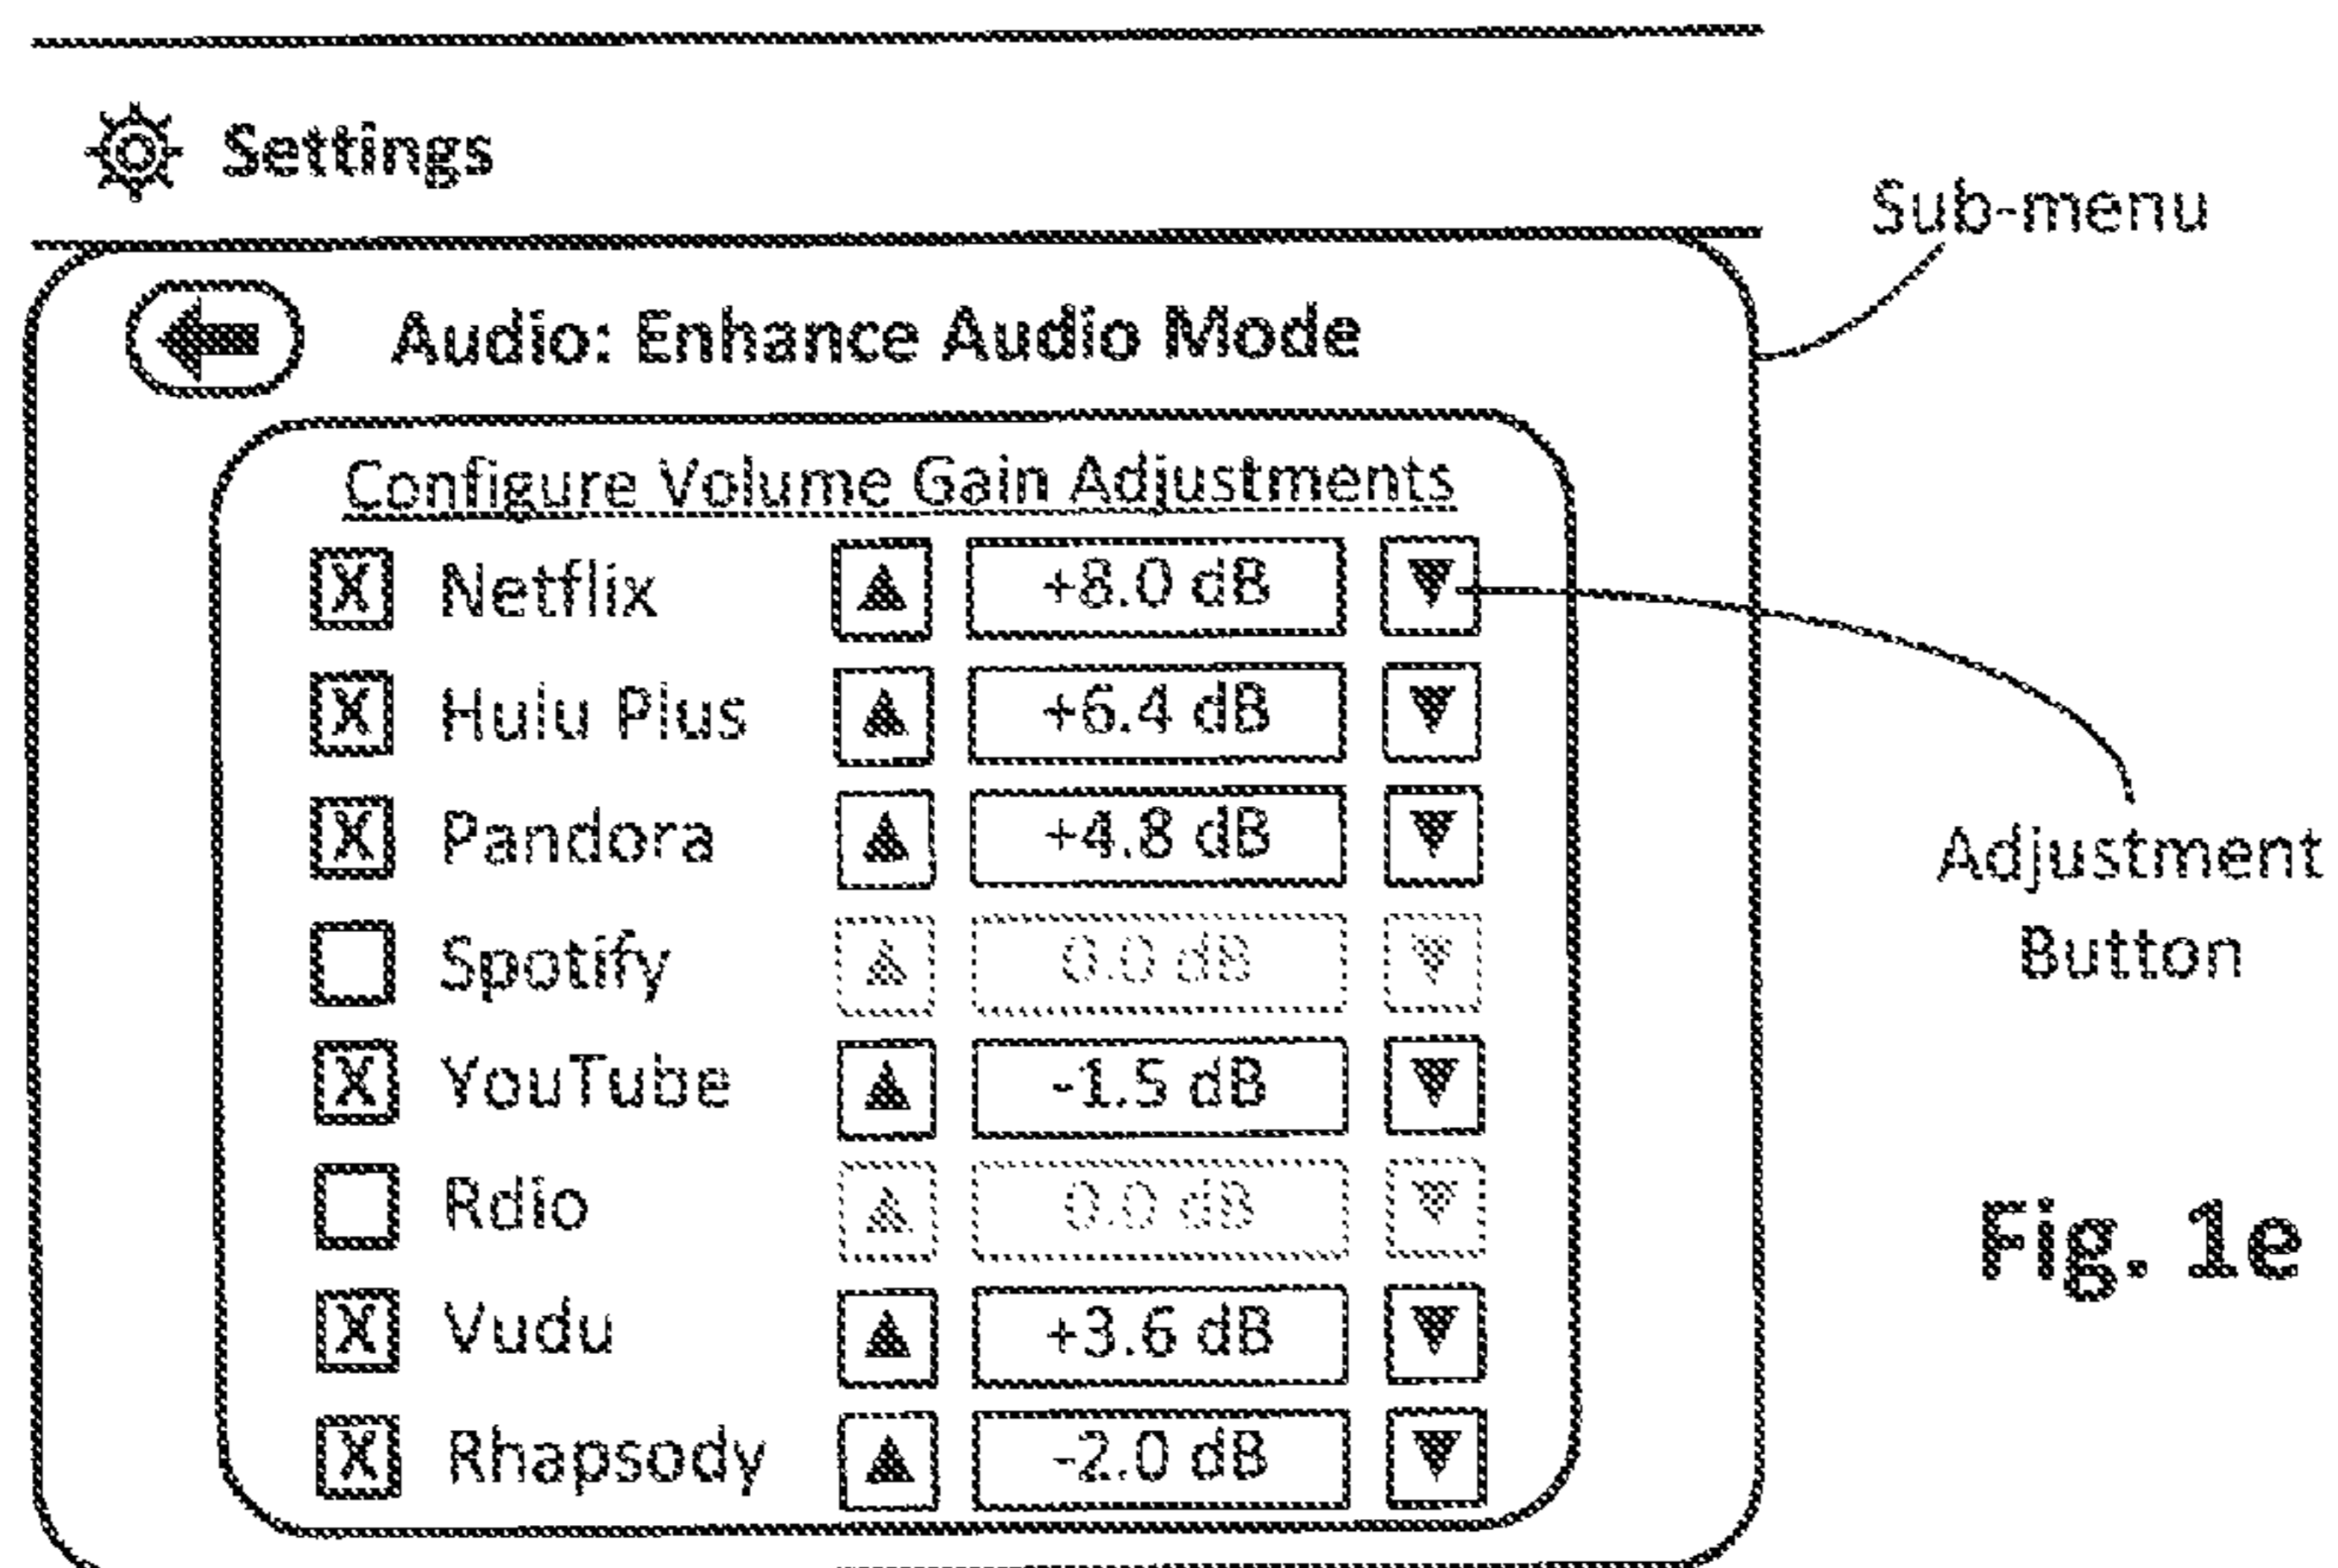 Settings
Sub-menu
Audio: Enhance Audio Mode
Configure Volume Gain Adjustments
X Netflix ▲ +8.0 dB ▼
X Hulu Plus ▲ +6.4 dB ▼
X Pandora ▲ +4.8 dB ▼
Adjustment
Button
Spotify ▲ 0.0 dB ▼
X YouTube ▲ -1.5 dB ▼
Rdio ▲ 0.0 dB ▼
Fig. 1e
X Vudu ▲ +3.6 dB ▼
X Rhapsody ▲ -2.0 dB ▼